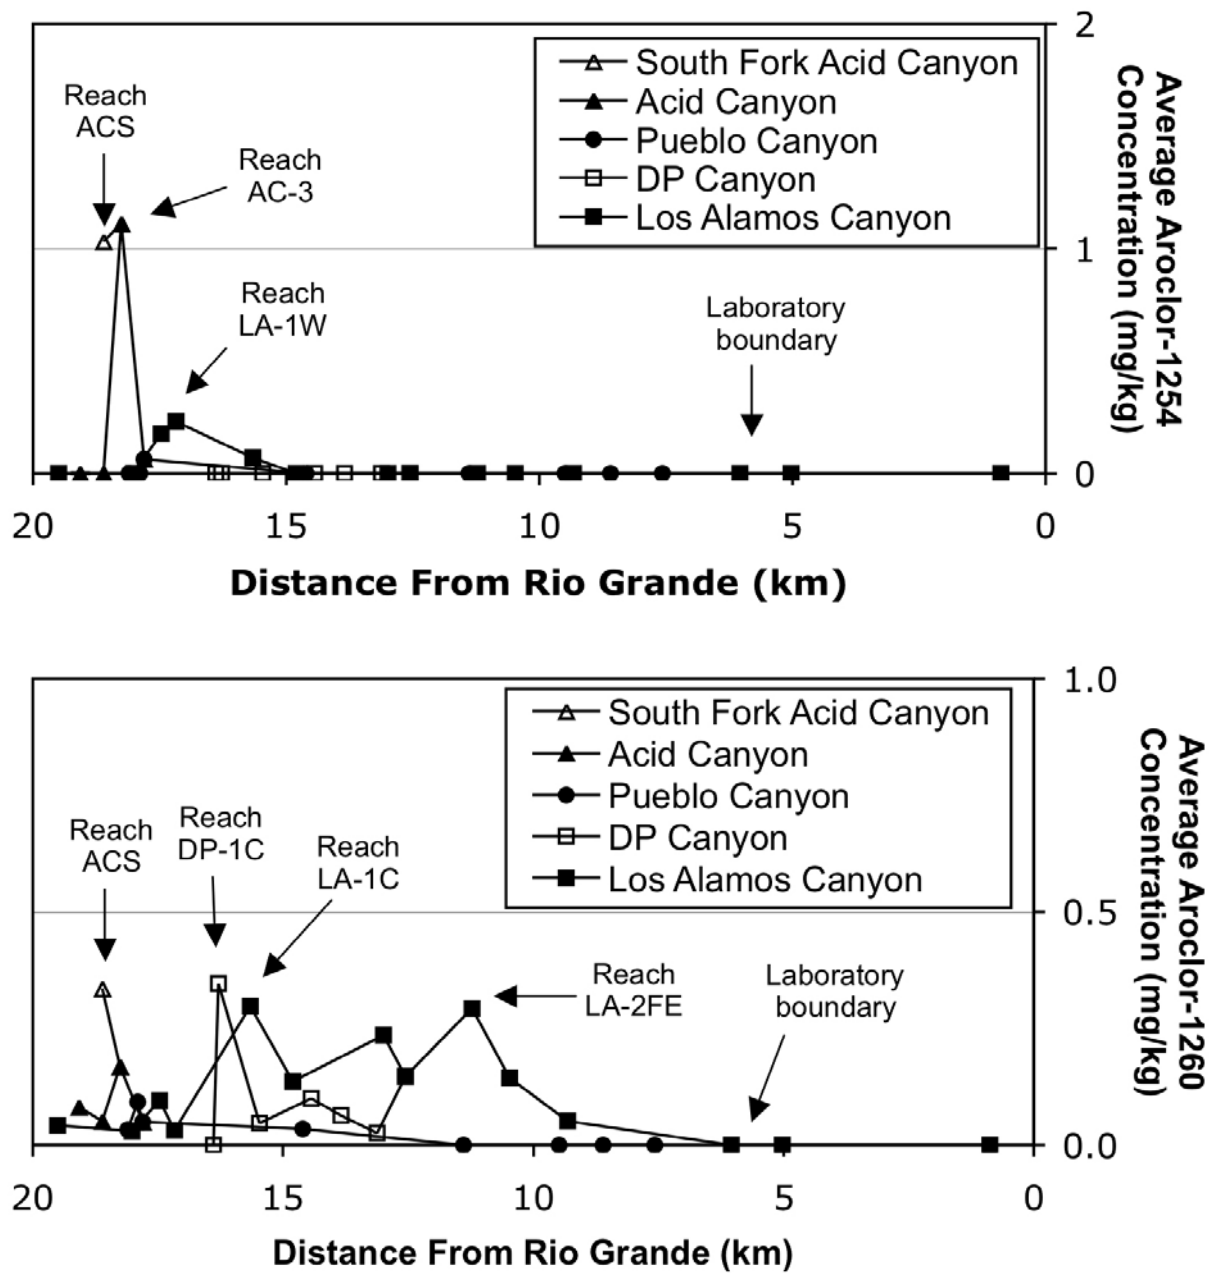 2
South Fork Acid Canyon
Acid Canyon
Pueblo Canyon
DP Canyon
Los Alamos Canyon
Reach
ACS
Reach
AC-3
Reach
LA-1W
Laboratory
boundary
1
0
Average Aroclor-1254
Concentration (mg/kg)
20 15 10 5 0
Distance From Rio Grande (km)
1.0
South Fork Acid Canyon
Acid Canyon
Pueblo Canyon
DP Canyon
Los Alamos Canyon
Reach
ACS
Reach
DP-1C
Reach
LA-1C
Reach
LA-2FE
Laboratory
boundary
0.5
0.0
Average Aroclor-1260
Concentration (mg/kg)
20 15 10 5 0
Distance From Rio Grande (km)